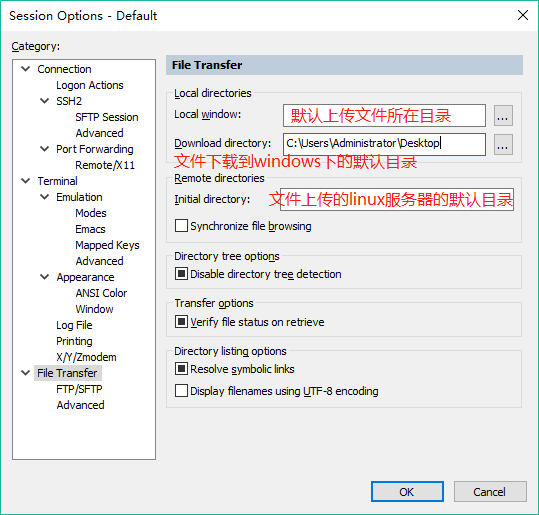 Session Options - Default
Category:
Connection
Logon Actions
SSH2
SFTP Session
Advanced
Port Forwarding
Remote/X11
Terminal
Emulation
Modes
Emacs
Mapped Keys
Advanced
Appearance
ANSI Color
Window
Log File
Printing
X/Y/Zmodem
File Transfer
FTP/SFTP
Advanced
File Transfer
Local directories
Local window:
默认上传文件所在目录
...
Download directory:
C:\Users\Administrator\Desktop
...
文件下载到windows下的默认目录
Remote directories
Initial directory:
文件上传的linux服务器的默认目录
Synchronize file browsing
Directory tree options
Disable directory tree detection
Transfer options
Verify file status on retrieve
Directory listing options
Resolve symbolic links
Display filenames using UTF-8 encoding
OK
Cancel